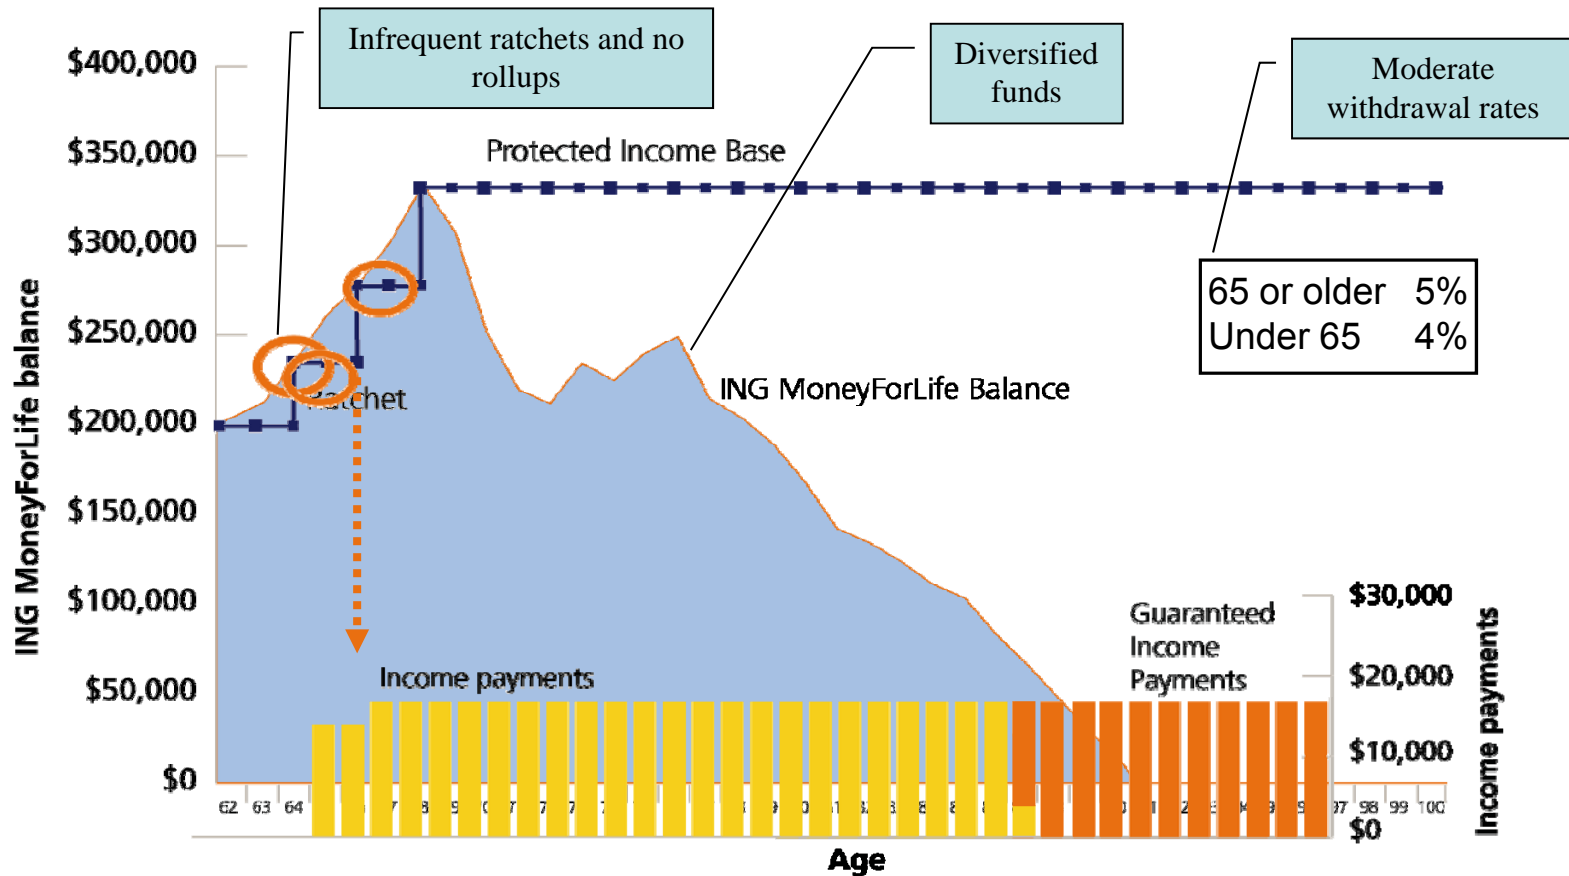 Infrequent ratchets and no
rollups
Diversified
funds
Moderate
withdrawal rates
$400,000
$350,000
$300,000
$250,000
$200,000
$150,000
$100,000
$50,000
$0
ING MoneyForLife balance
Protected Income Base
65 or older 5%
Under 65 4%
Ratchet
ING MoneyForLife Balance
Income payments
Guaranteed
Income
Payments
$30,000
$20,000
$10,000
$0
Income payments
62 63 64 97 98 99 100
Age